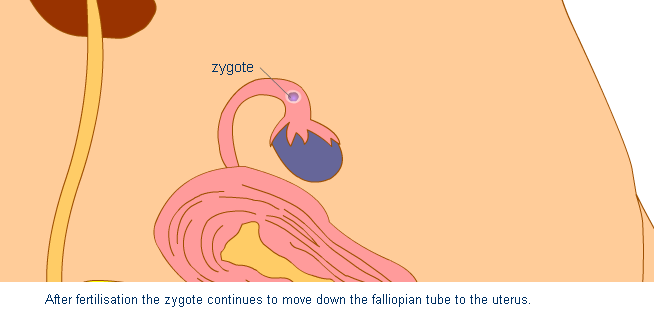 zygote
After fertilisation the zygote continues to move down the falliopian tube to the uterus.